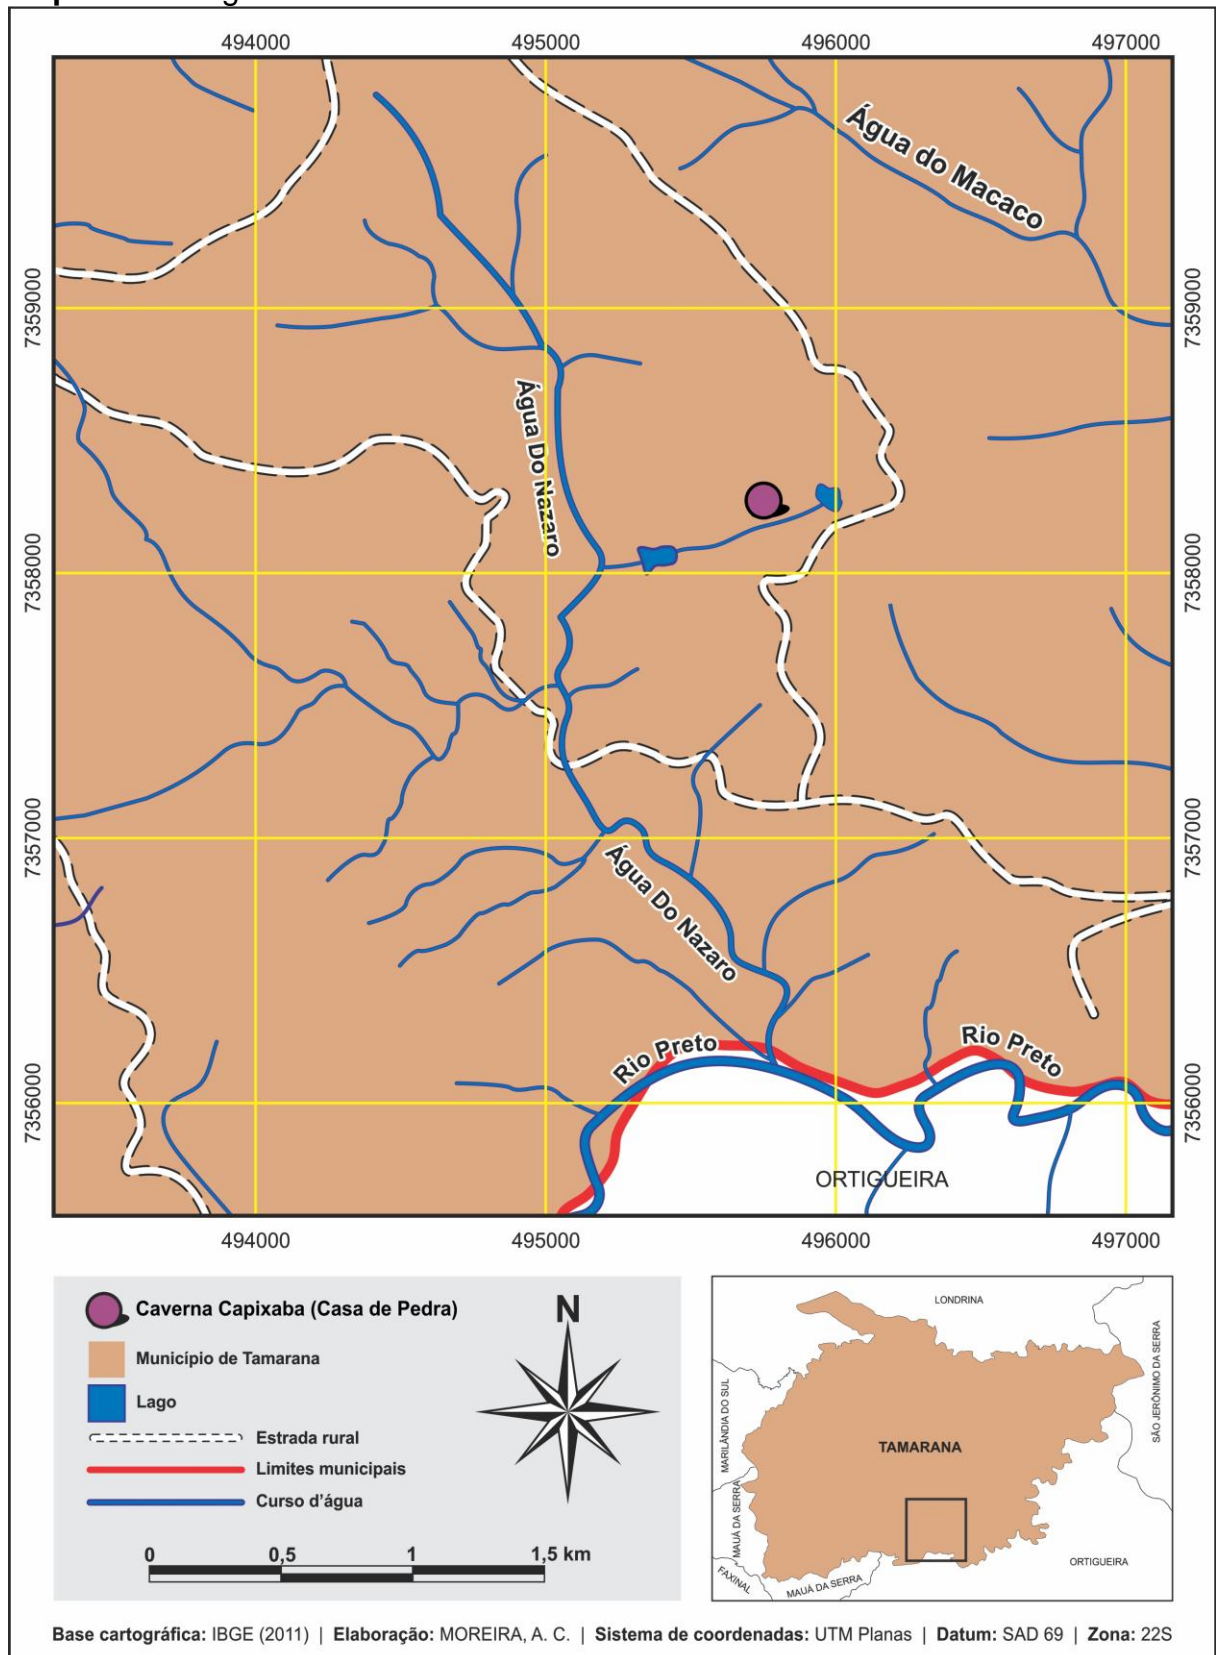 494000 495000 496000 497000
Água do Macaco
7359000 7359000
Água Do Nazaro
7358000 7358000
7357000 7357000
Água Do Nazaro
Rio Preto Rio Preto
7356000 7356000
ORTIGUEIRA
494000 495000 496000 497000
Caverna Capixaba (Casa de Pedra)
Município de Tamarana
Lago
Estrada rural
Limites municipais
Curso d'água
0 0,5 1 1,5 km
N
LONDRINA
SÃO JERÔNIMO DA SERRA
MARILÂNDIA DO SUL
TAMARANA
MAUÁ DA SERRA
ORTIGUEIRA
FAXINAL
MAUÁ DA SERRA
Base cartográfica: IBGE (2011) | Elaboração: MOREIRA, A. C. | Sistema de coordenadas: UTM Planas | Datum: SAD 69 | Zona: 22S